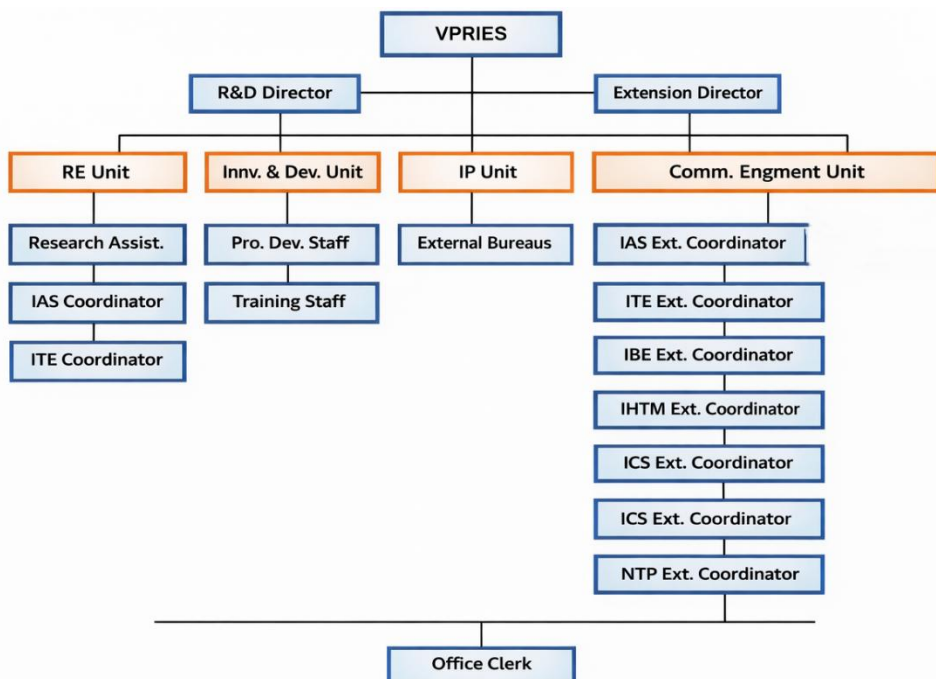 VPRIES
R&D Director
Extension Director
RE Unit
Innv. & Dev. Unit
IP Unit
Comm. Engment Unit
Research Assist.
IAS Coordinator
ITE Coordinator
Pro. Dev. Staff
Training Staff
External Bureaus
IAS Ext. Coordinator
ITE Ext. Coordinator
IBE Ext. Coordinator
IHTM Ext. Coordinator
ICS Ext. Coordinator
ICS Ext. Coordinator
NTP Ext. Coordinator
Office Clerk